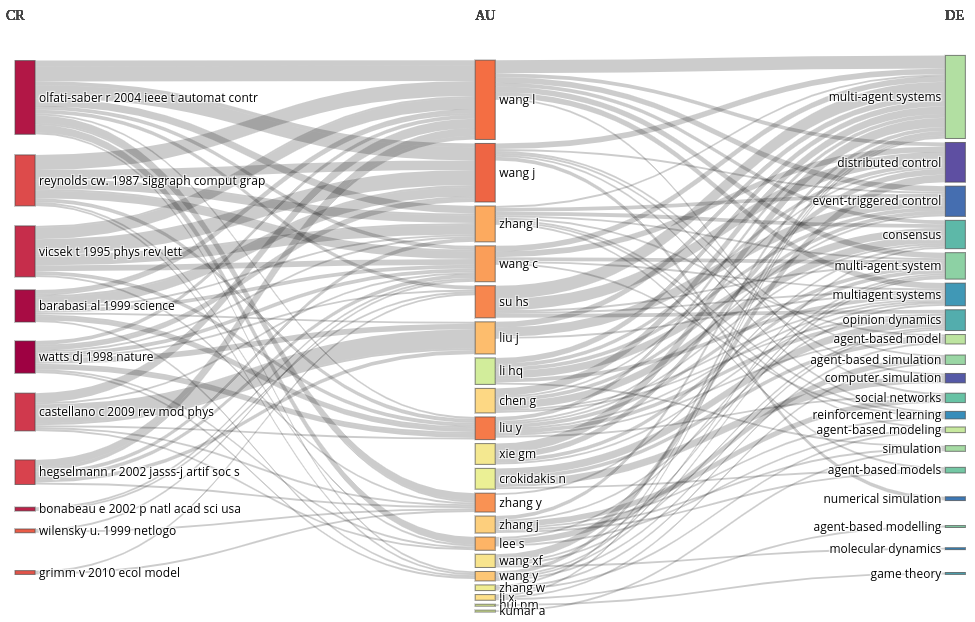 CR
AU
DE
olfati-saber r 2004 ieee t automat contr
reynolds cw. 1987 siggraph comput grap
vicsek t 1995 phys rev lett
barabasi al 1999 science
watts dj 1998 nature
castellano c 2009 rev mod phys
hegselmann r 2002 jasss-j artif soc s
bonabeau e 2002 p natl acad sci usa
wilensky u. 1999 netlogo
grimm v 2010 ecol model
wang l
wang j
zhang l
wang c
su hs
liu j
li hq
chen g
liu y
xie gm
crokidakis n
zhang y
zhang j
lee s
wang xf
wang y
zhang w
li x
hui pm
kumar a
multi-agent systems
distributed control
event-triggered control
consensus
multi-agent system
multiagent systems
opinion dynamics
agent-based model
agent-based simulation
computer simulation
social networks
reinforcement learning
agent-based modeling
simulation
agent-based models
numerical simulation
agent-based modelling
molecular dynamics
game theory